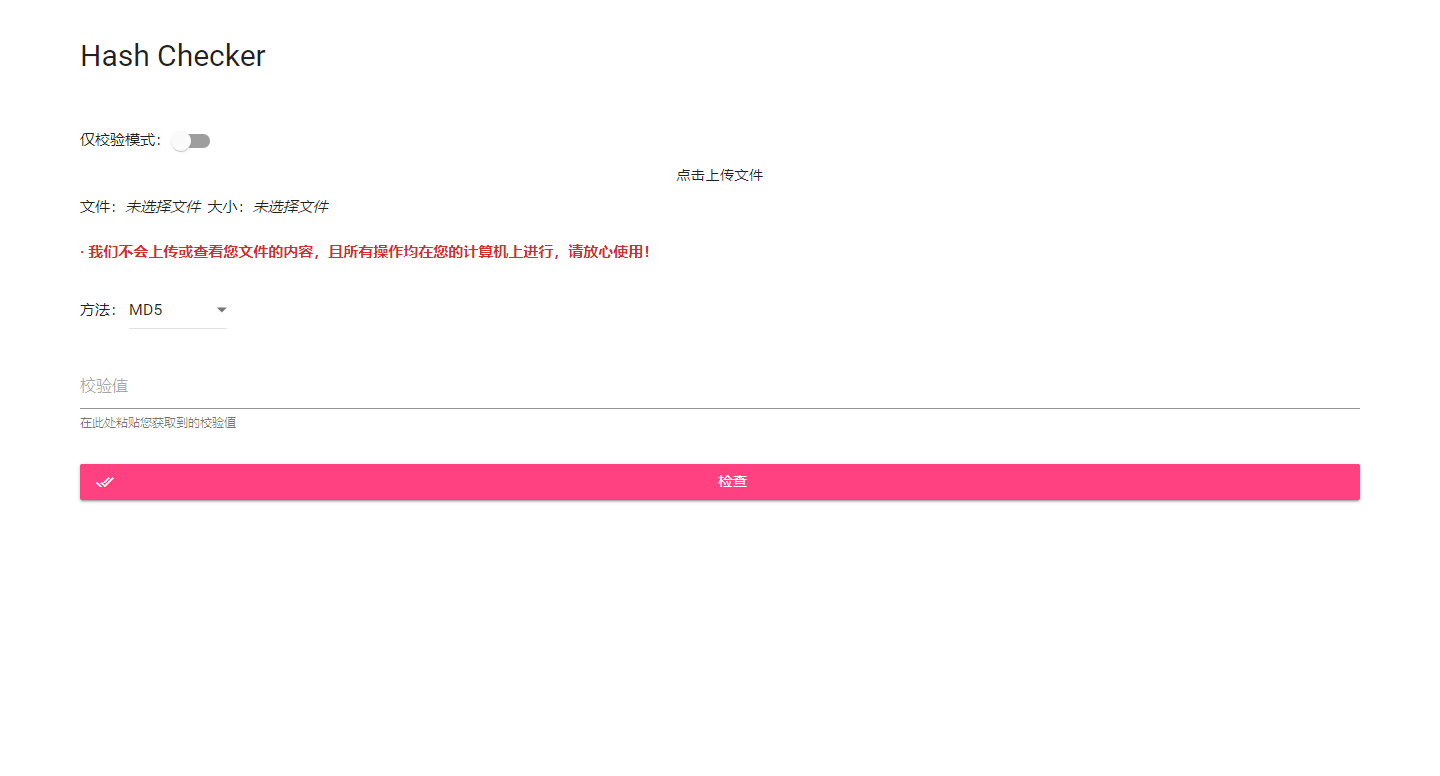 Hash Checker
仅校验模式：
点击上传文件
文件：未选择文件 大小：未选择文件
· 我们不会上传或查看您文件的内容，且所有操作均在您的计算机上进行，请放心使用！
方法： MD5
校验值
在此处粘贴您获取到的校验值
检查